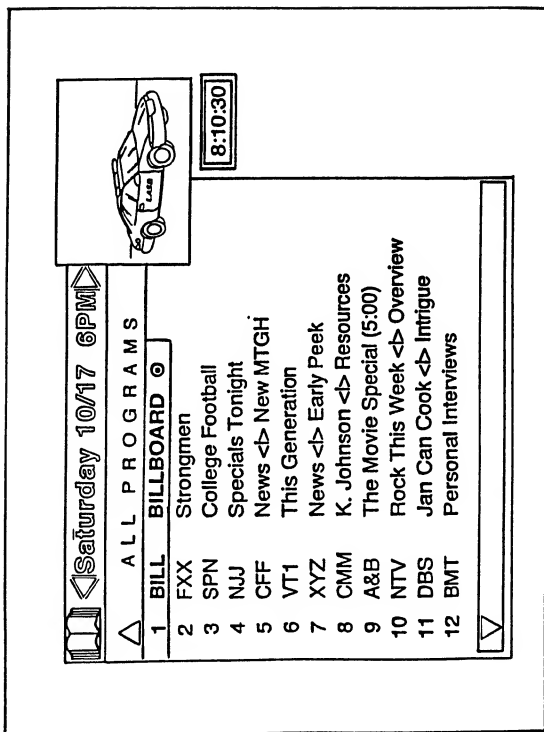 Saturday 10/17 6PM
8:10:30
ALL PROGRAMS
1 BILL BILLBOARD
2 FXX Strongmen
3 SPN College Football
4 NJJ Specials Tonight
5 CFF News <|> New MTGH
6 VT1 This Generation
7 XYZ News <|> Early Peek
8 CMM K. Johnson <|> Resources
9 A&B The Movie Special (5:00)
10 NTV Rock This Week <|> Overview
11 DBS Jan Can Cook <|> Intrigue
12 BMT Personal Interviews